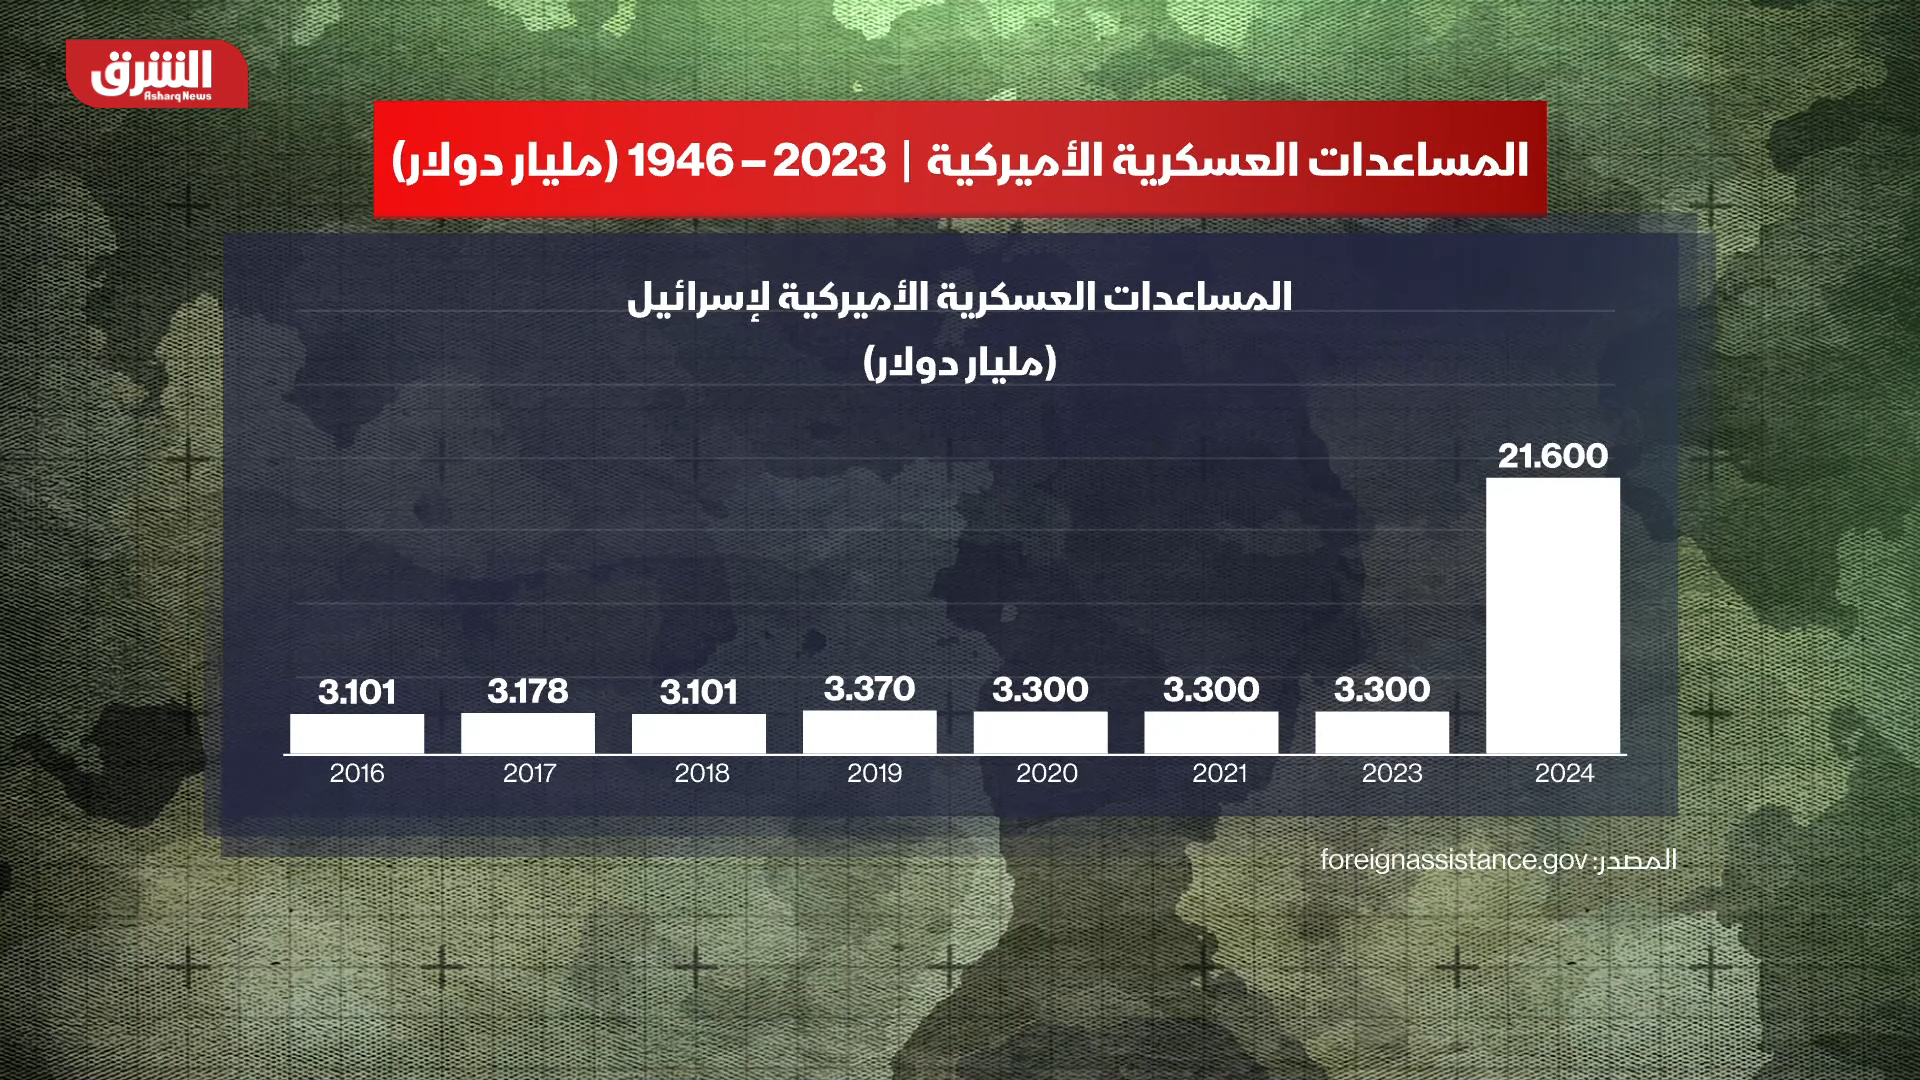 الشرق
Asharq News
المساعدات العسكرية الأميركية | 2023 – 1946 (مليار دولار)
المساعدات العسكرية الأميركية لإسرائيل
(مليار دولار)
21.600
3.101 3.178 3.101 3.370 3.300 3.300 3.300
2016 2017 2018 2019 2020 2021 2023 2024
المصدر: foreignassistance.gov